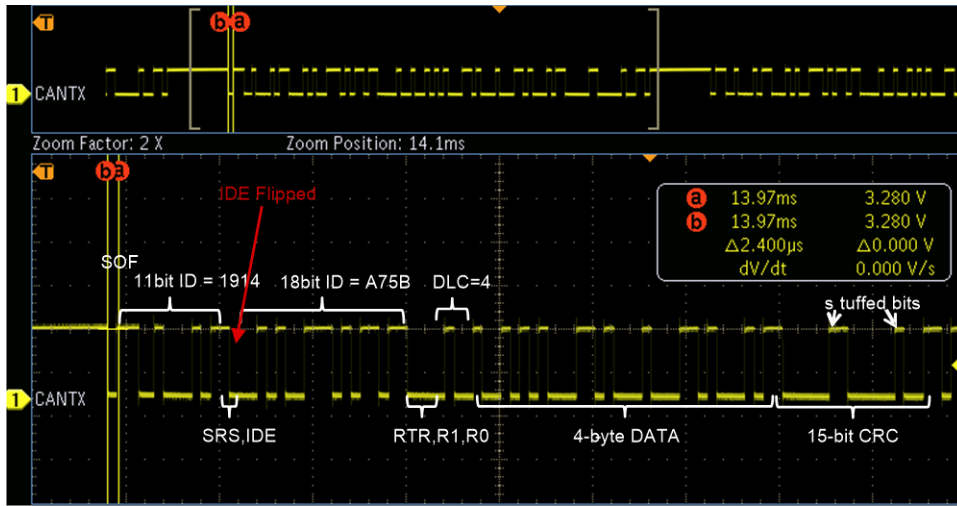 T
b a
1 CANTX
Zoom Factor: 2 X Zoom Position: 14.1ms
T
b a
IDE Flipped
a 13.97ms 3.280 V
b 13.97ms 3.280 V
Δ2.400µs Δ0.000 V
dV/dt 0.000 V/s
SOF
11bit ID = 1914 18bit ID = A75B DLC=4
s tuffed bits
1 CANTX
SRS,IDE RTR,R1,R0 4-byte DATA 15-bit CRC